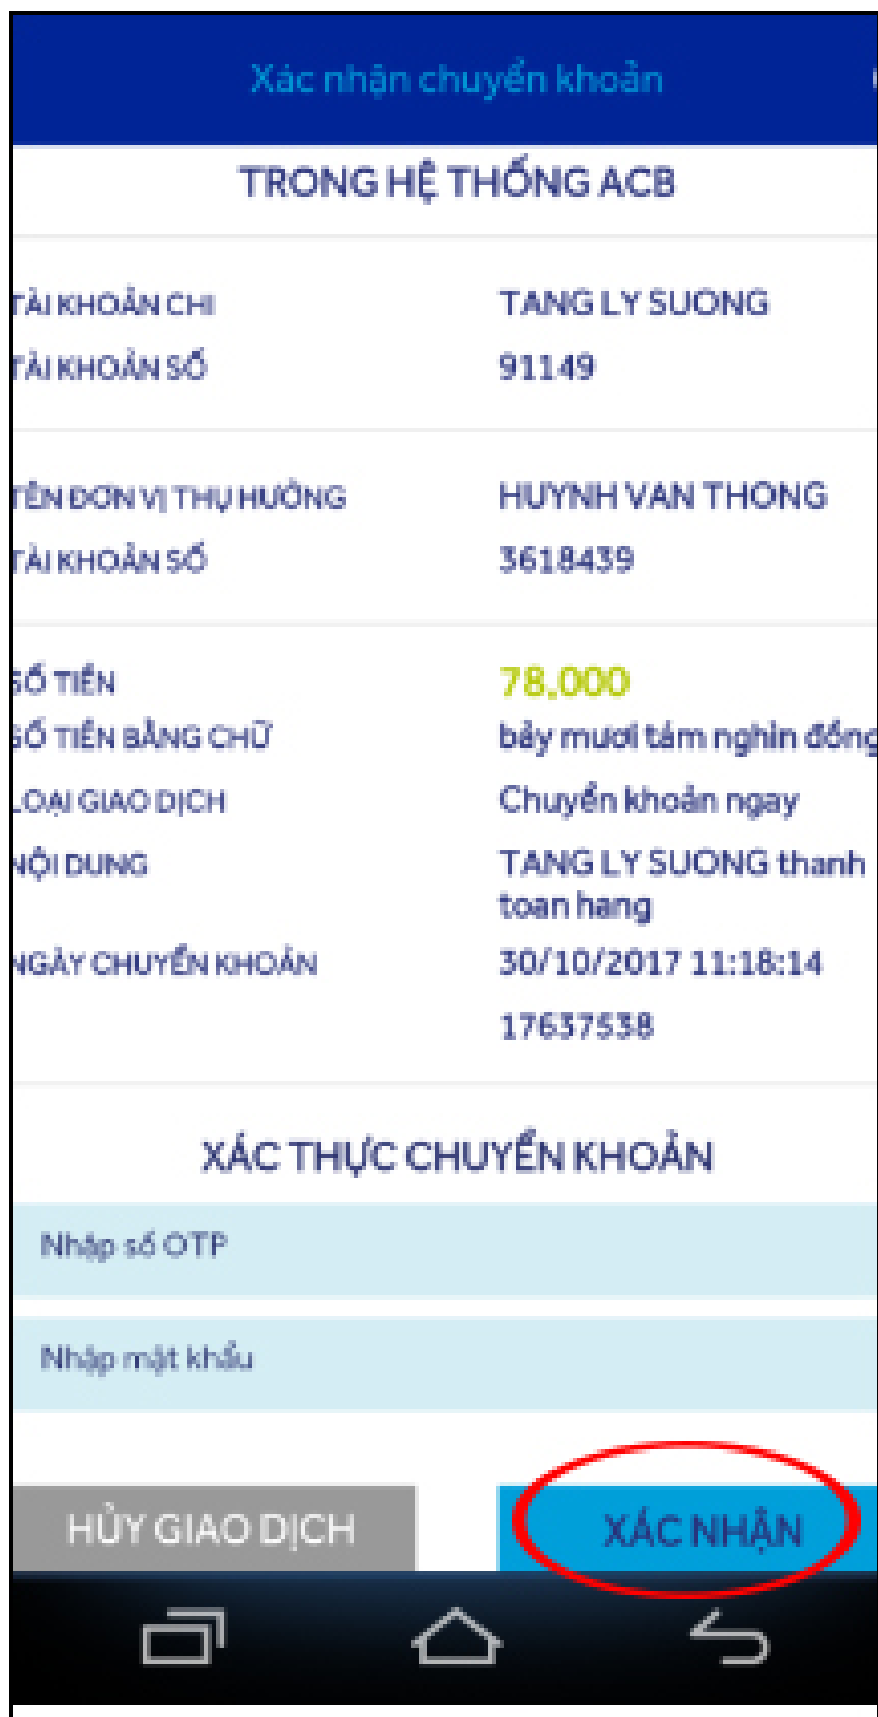 Xác nhận chuyển khoản
TRONG HỆ THỐNG ACB
TÀI KHOẢN CHI TANG LY SUONG
TÀI KHOẢN SỐ 91149
TÊN ĐƠN VỊ THỤ HƯỞNG HUYNH VAN THONG
TÀI KHOẢN SỐ 3618439
SỐ TIỀN 78,000
SỐ TIỀN BẰNG CHỮ bảy mươi tám nghìn đồng
LOẠI GIAO DỊCH Chuyển khoản ngay
NỘI DUNG TANG LY SUONG thanh
toan hang
NGÀY CHUYỂN KHOẢN 30/10/2017 11:18:14
17637538
XÁC THỰC CHUYỂN KHOẢN
Nhập số OTP
Nhập mật khẩu
HỦY GIAO DỊCH XÁC NHẬN